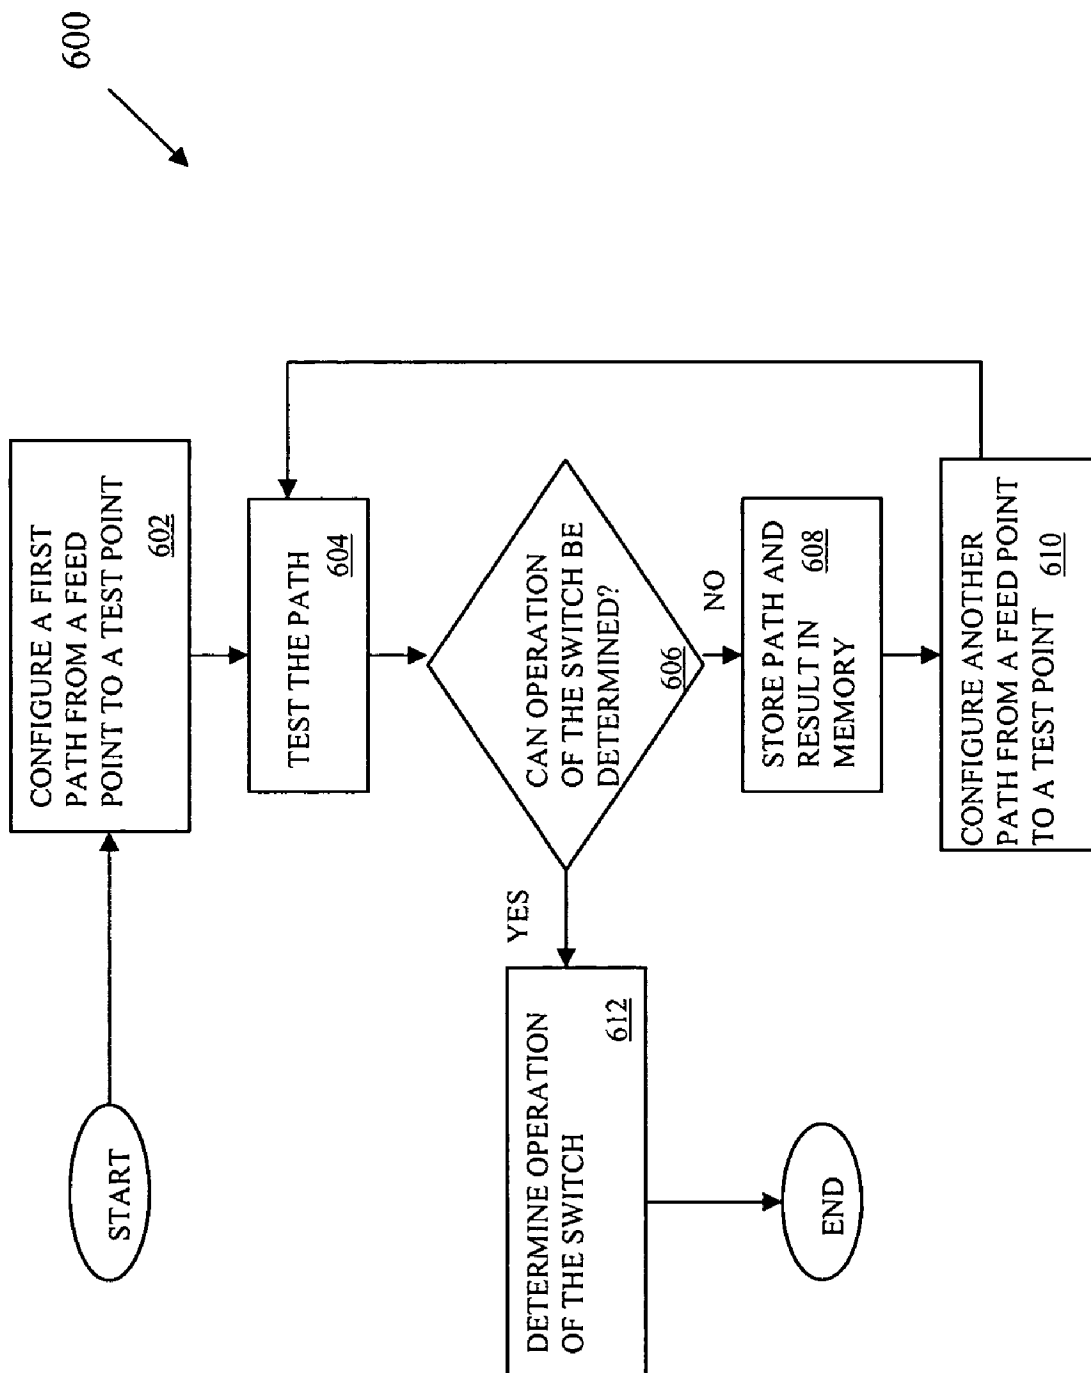 600
START
CONFIGURE A FIRST
PATH FROM A FEED
POINT TO A TEST POINT
602
TEST THE PATH
604
CAN OPERATION
OF THE SWITCH BE
DETERMINED?
606
YES
NO
STORE PATH AND
RESULT IN
MEMORY
608
CONFIGURE ANOTHER
PATH FROM A FEED POINT
TO A TEST POINT
610
DETERMINE OPERATION
OF THE SWITCH
612
END